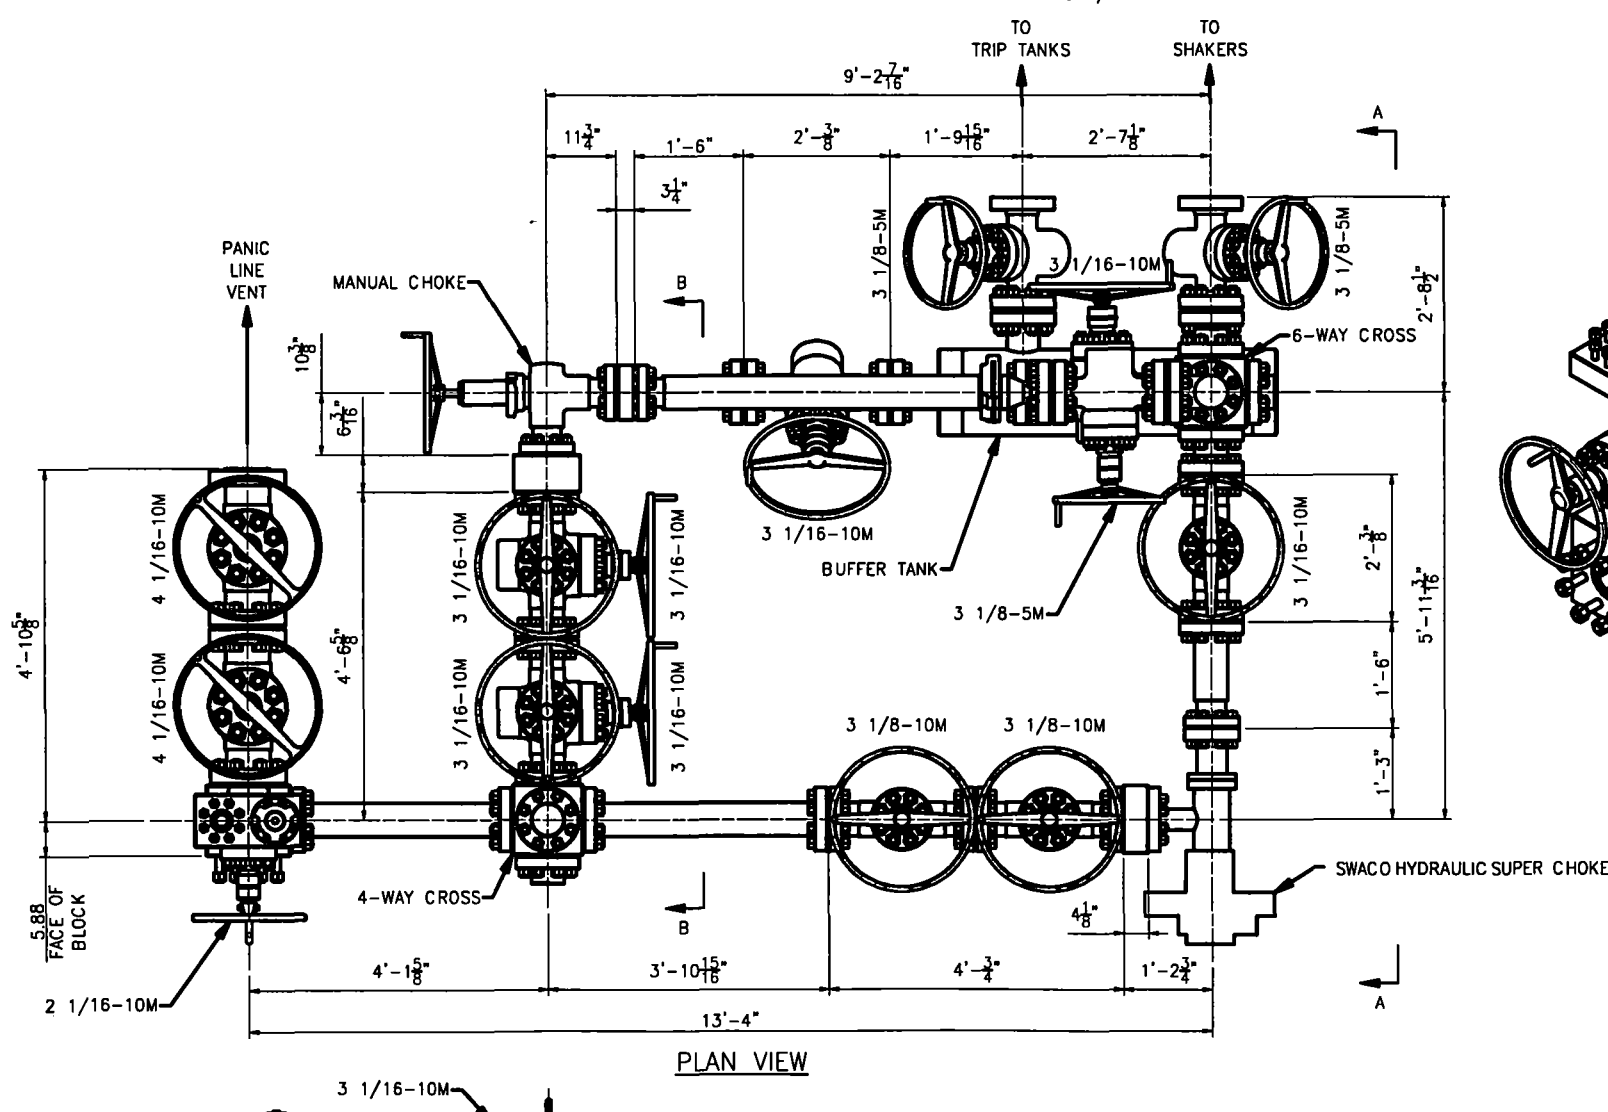 TO
TRIP TANKS
TO
SHAKERS
9'-2 7/16"
A
11 3/4"
1'-6"
2'-3/8"
1'-9 15/16"
2'-7 1/8"
3 1/4"
PANIC
LINE
VENT
MANUAL CHOKE
B
3 1/8-5M
3 1/16-10M
3 1/8-5M
2'-8 1/2"
10 3/8"
6-WAY CROSS
6 3/16"
4 1/16-10M
3 1/16-10M
3 1/16-10M
3 1/16-10M
BUFFER TANK
3 1/8-5M
3 1/16-10M
2'-3/8"
5'-11 3/16"
4'-10 5/8"
4'-6 5/8"
4 1/16-10M
3 1/16-10M
3 1/16-10M
1'-6"
3 1/8-10M
3 1/8-10M
1'-3"
4-WAY CROSS
SWACO HYDRAULIC SUPER CHOKE
5.88
FACE OF
BLOCK
B
4 1/8"
4'-1 5/8"
3'-10 15/16"
4'-3/4"
1'-2 3/4"
A
2 1/16-10M
13'-4"
PLAN VIEW
3 1/16-10M